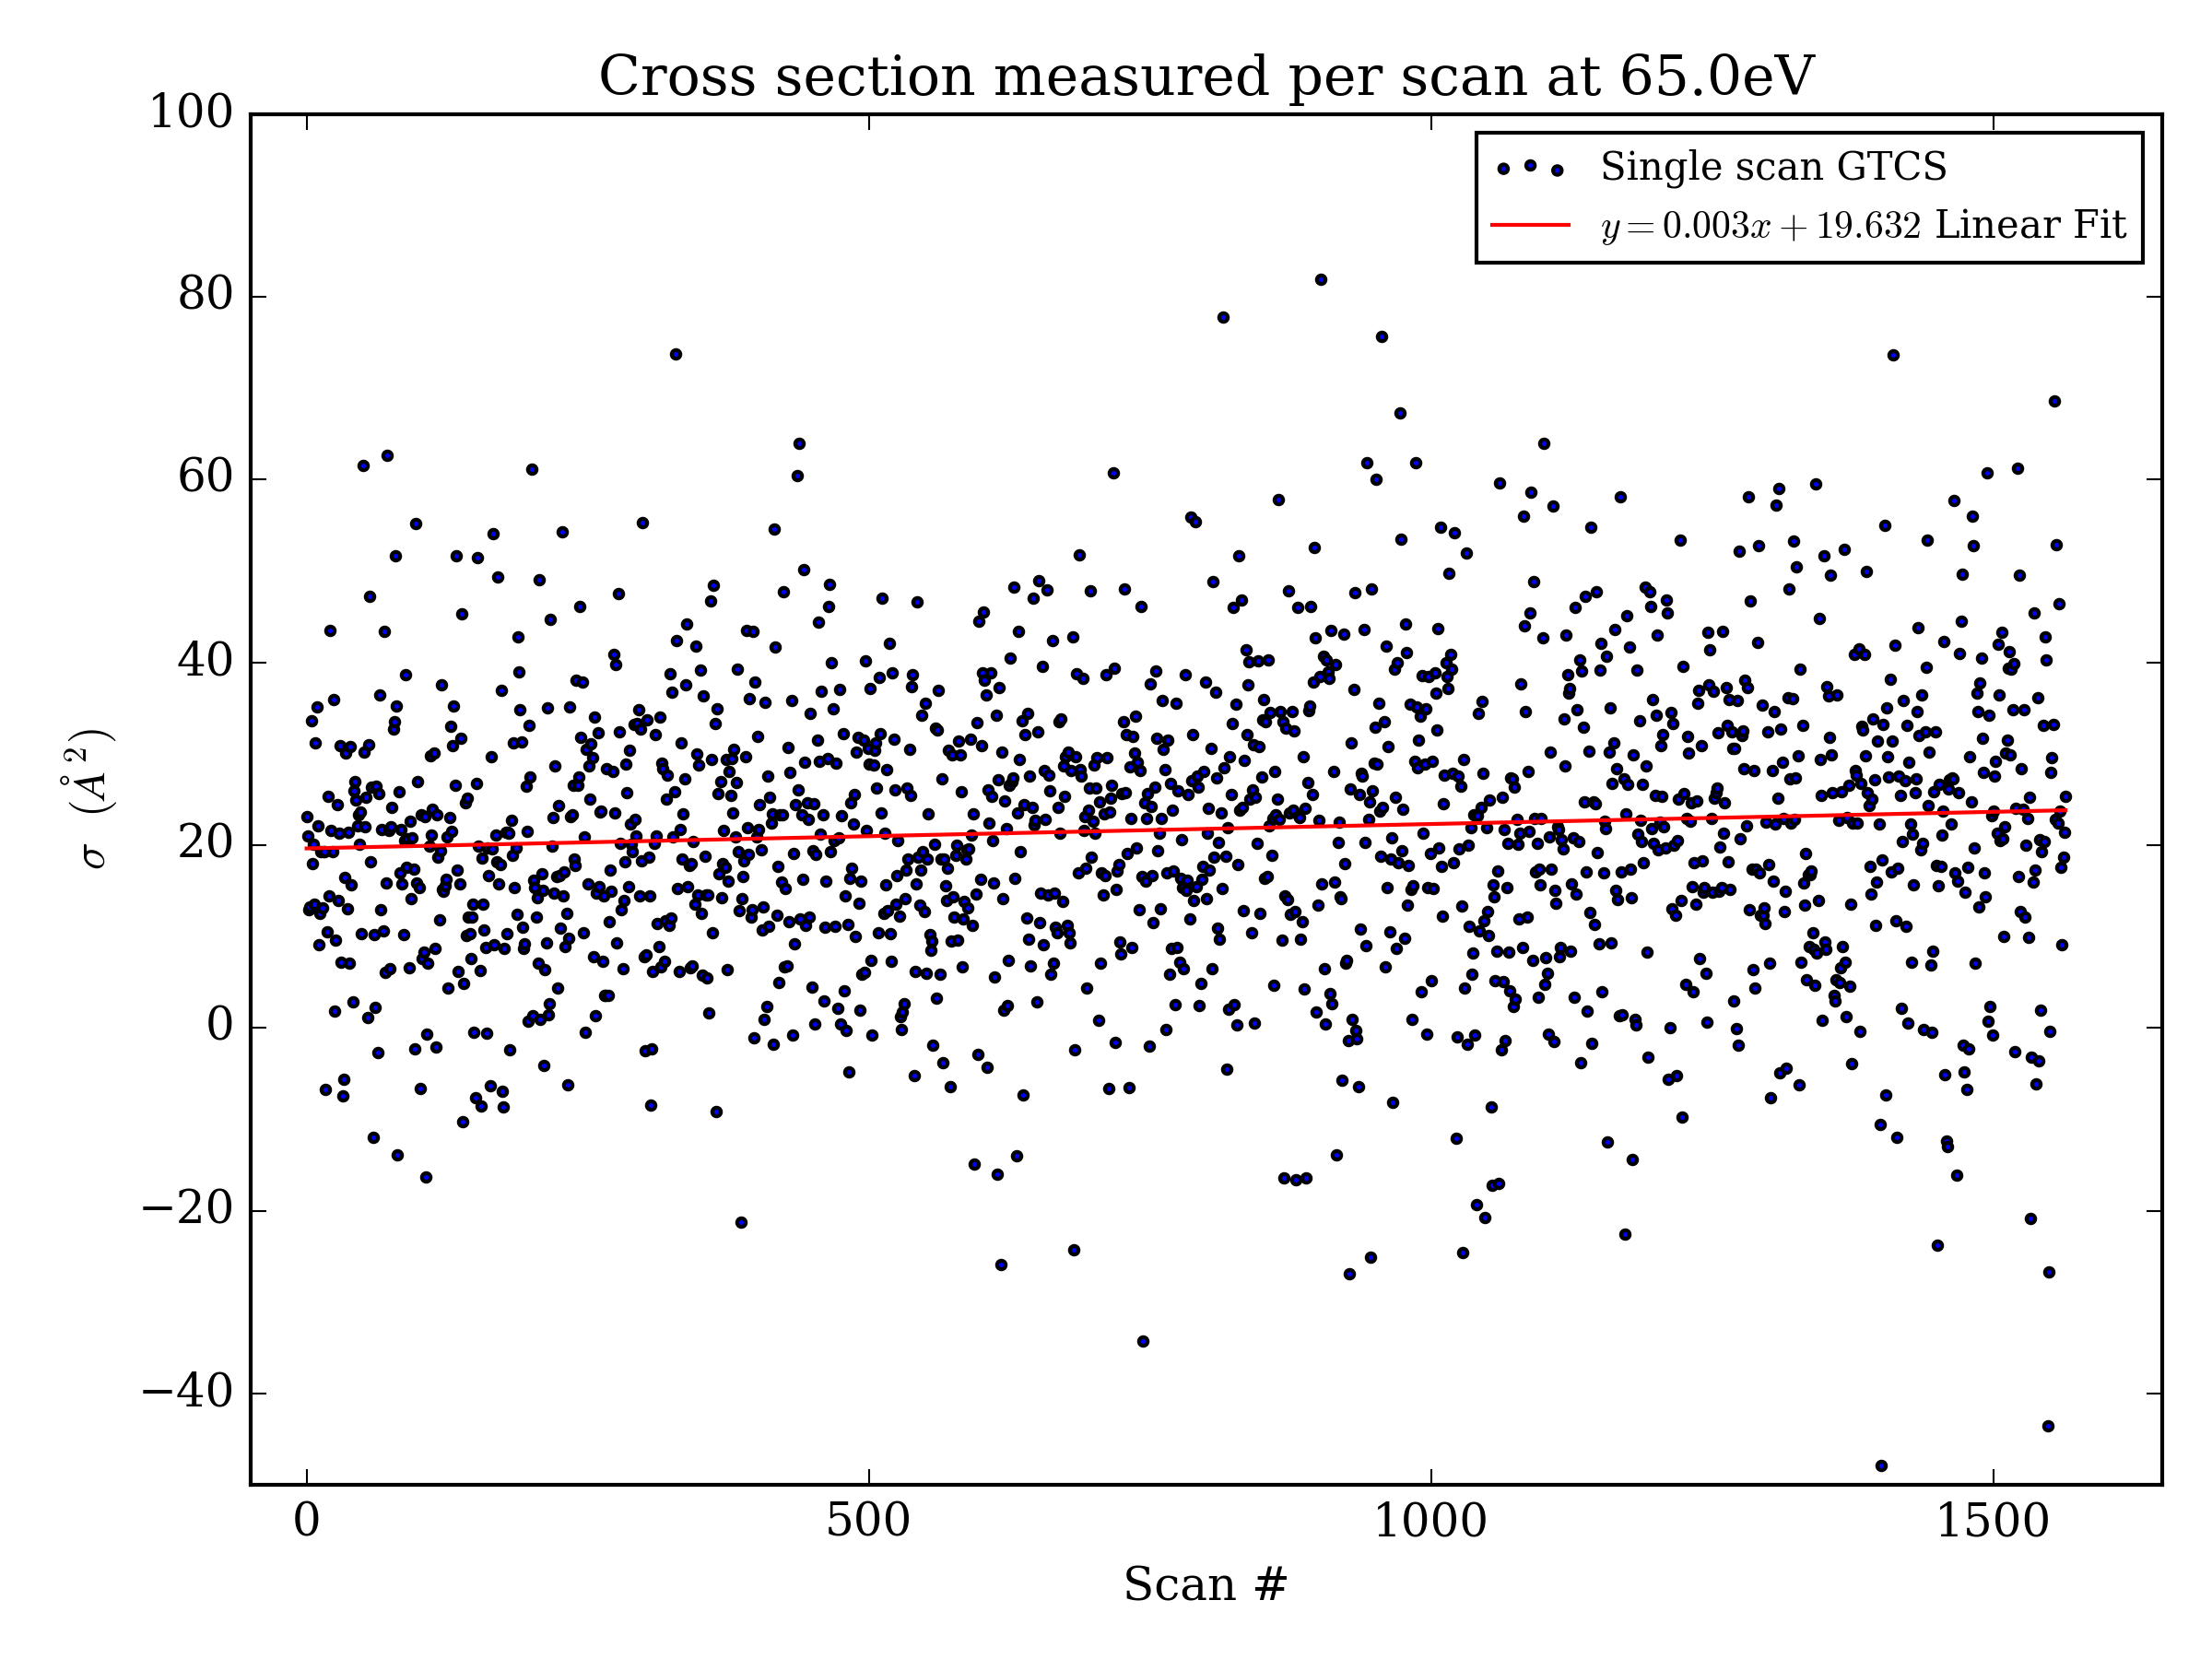 Cross section measured per scan at 65.0eV
100
80
60
40
20
0
−20
−40
σ (Å²)
0 500 1000 1500
Scan #
Single scan GTCS
y = 0.003x + 19.632 Linear Fit